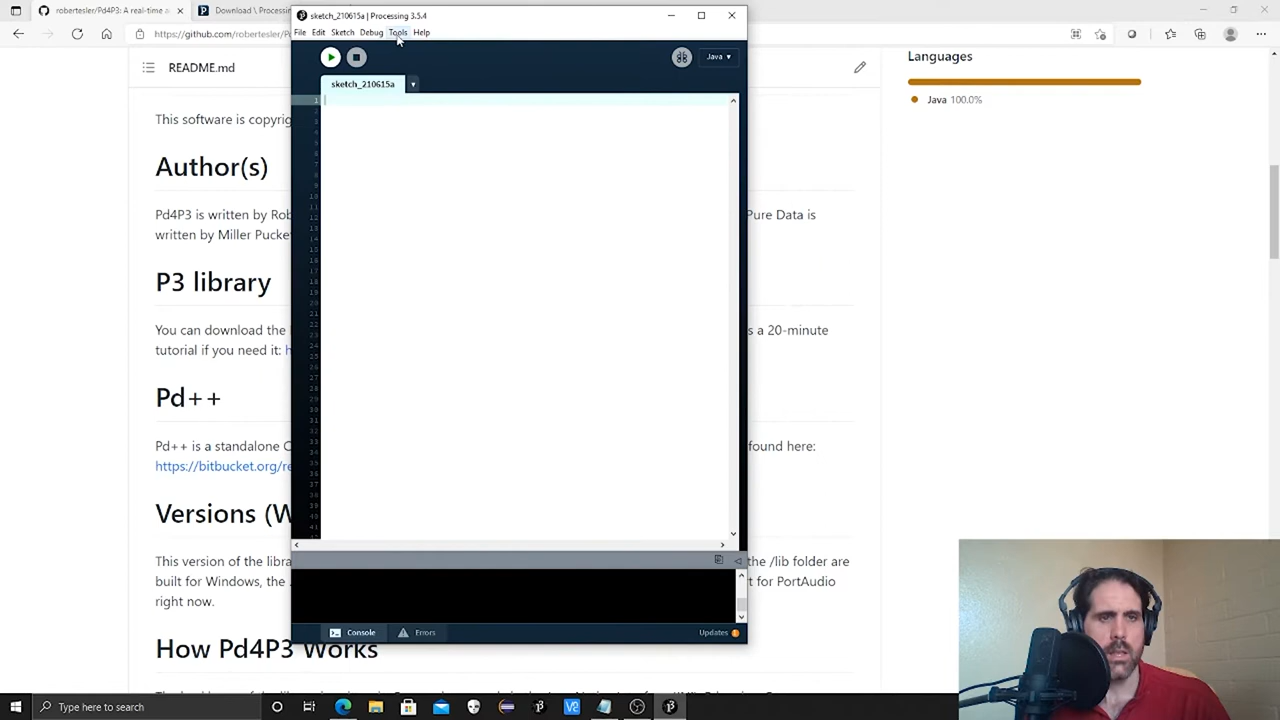 robertesler/Pd4P3: A real-time a
Download \ Processin
sketch_210615a | Processing 3.5.4
File Edit Sketch Debug Tools Help
https://github.com/robertesler/P
Java
sketch_210615a
README.md
Languages
Java 100.0%
This software is copyrig
Author(s)
Pd4P3 is written by Rob
Pure Data is
written by Miller Pucke
P3 library
You can download the
s a 20-minute
tutorial if you need it: h
Pd++
Pd++ is a standalone C
found here:
https://bitbucket.org/re
Versions (W
This version of the libra
the /lib folder are
built for Windows, the
t for PortAudio
right now.
Console Errors
Updates
How Pd4P3 Works
Type here to search